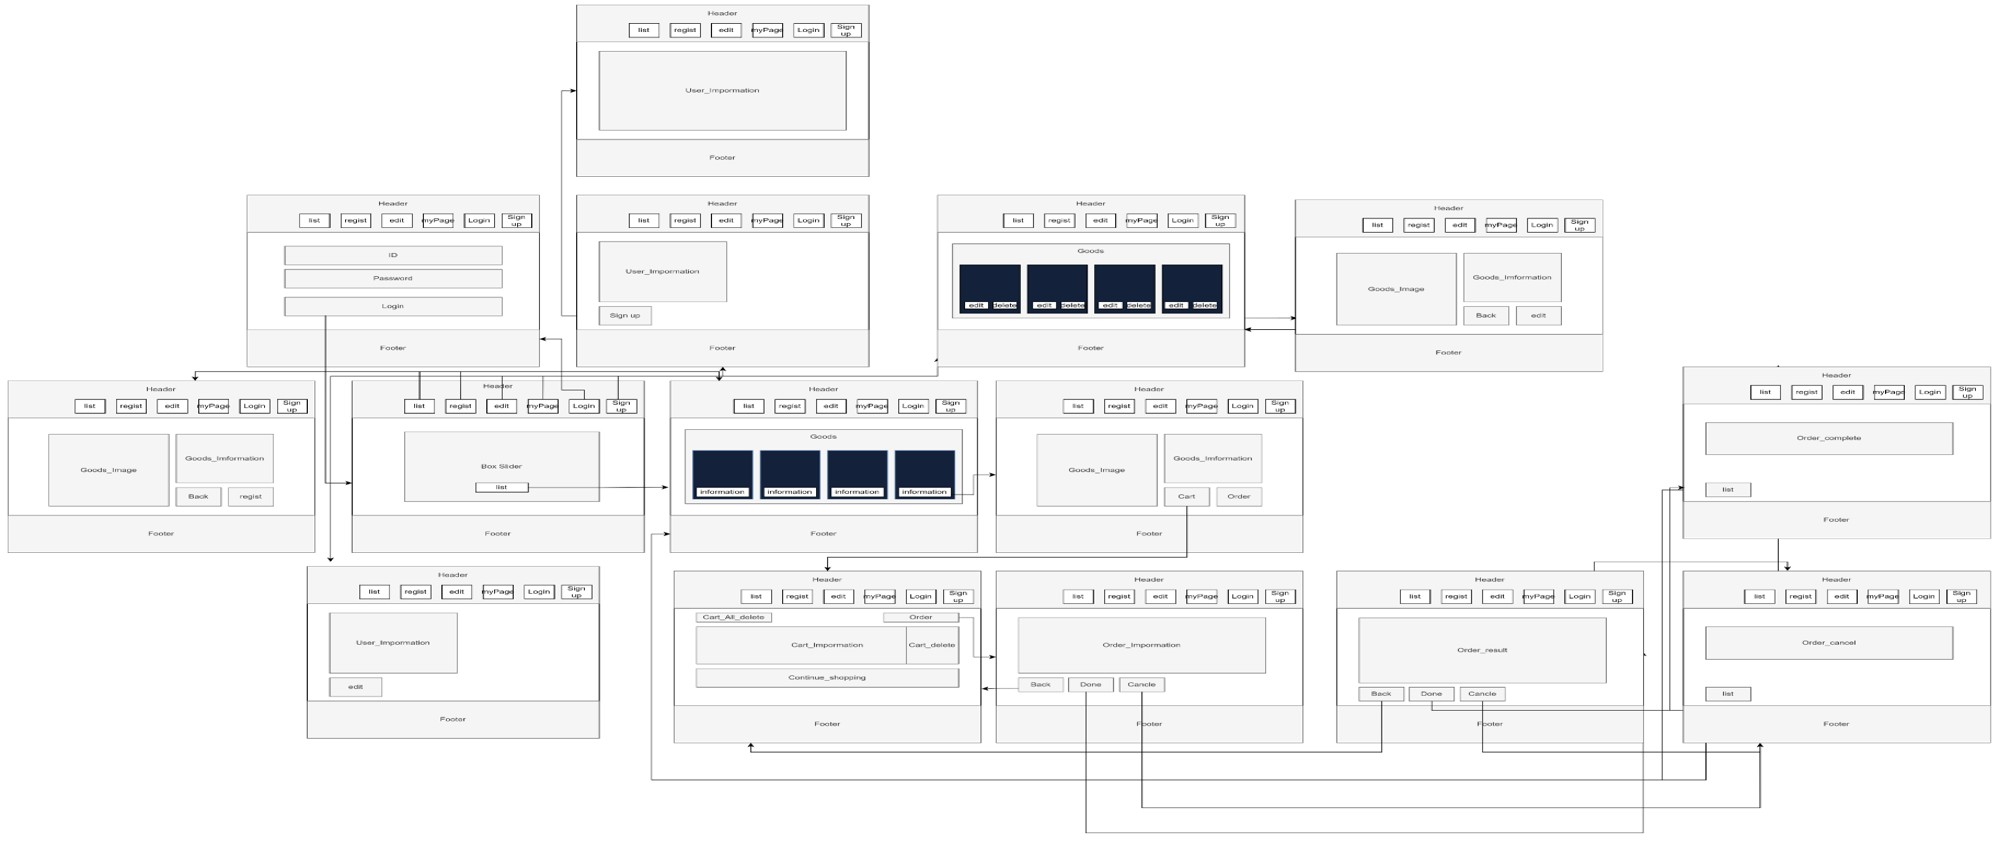 Header
list regist edit myPage Login Sign up
User_Impormation
Footer
Header
list regist edit myPage Login Sign up
ID
Password
Login
Footer
Header
list regist edit myPage Login Sign up
User_Impormation
Sign up
Footer
Header
list regist edit myPage Login Sign up
Goods
edit delete edit delete edit delete edit delete
Footer
Header
list regist edit myPage Login Sign up
Goods_Image
Goods_Imformation
Back edit
Footer
Header
list regist edit myPage Login Sign up
Goods_Image
Goods_Imformation
Back regist
Footer
Header
list regist edit myPage Login Sign up
Box Slider
list
Footer
Header
list regist edit myPage Login Sign up
Goods
information information information information
Footer
Header
list regist edit myPage Login Sign up
Goods_Image
Goods_Imformation
Cart Order
Footer
Header
list regist edit myPage Login Sign up
Order_complete
list
Footer
Header
list regist edit myPage Login Sign up
User_Impormation
edit
Footer
Header
list regist edit myPage Login Sign up
Cart_All_delete Order
Cart_Impormation Cart_delete
Continue_shopping
Footer
Header
list regist edit myPage Login Sign up
Order_Impormation
Back Done Cancle
Footer
Header
list regist edit myPage Login Sign up
Order_result
Back Done Cancle
Footer
Header
list regist edit myPage Login Sign up
Order_cancel
list
Footer